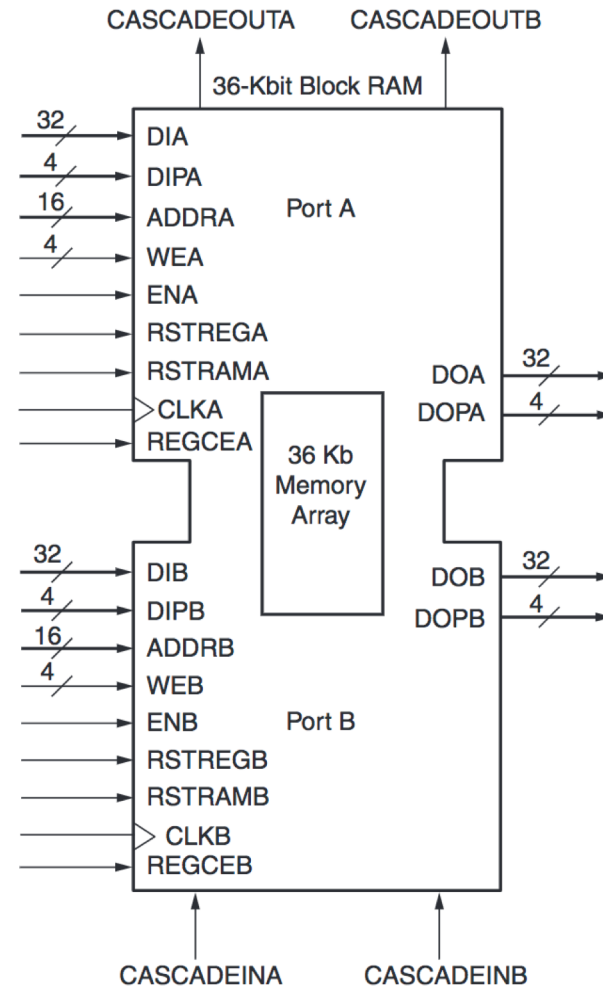 CASCADEOUTA CASCADEOUTB
36-Kbit Block RAM
32 DIA
4 DIPA
16 ADDRA
Port A
4 WEA
ENA
RSTREGA
RSTRAMA
CLKA
REGCEA
DOA 32
DOPA 4
36 Kb
Memory
Array
32 DIB
4 DIPB
16 ADDRB
4 WEB
ENB
Port B
RSTREGB
RSTRAMB
CLKB
REGCEB
DOB 32
DOPB 4
CASCADEINA CASCADEINB